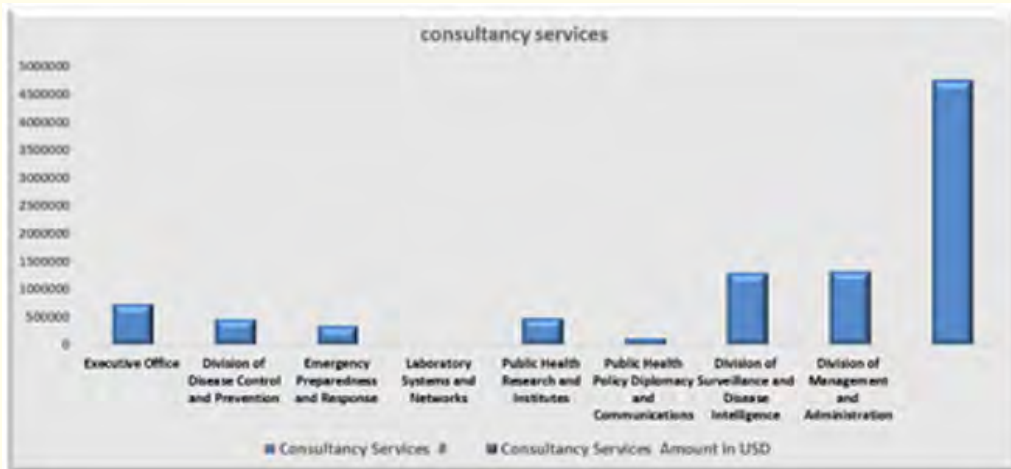 consultancy services
5000000
4500000
4000000
3500000
3000000
2500000
2000000
1500000
1000000
500000
0
Executive Office
Division of
Disease Control
and Prevention
Emergency
Preparedness
and Response
Laboratory
Systems and
Networks
Public Health
Research and
Institutes
Public Health
Policy Diplomacy
and
Communications
Division of
Surveillance and
Disease
Intelligence
Division of
Management
and
Administration
Consultancy Services #
Consultancy Services Amount in USD